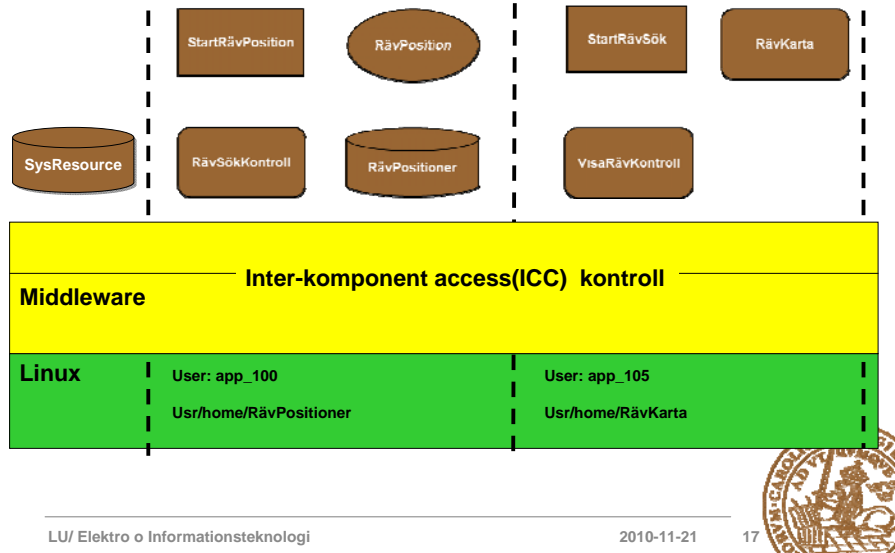 StartRävPosition
RävPosition
StartRävSök
RävKarta
SysResource
RävSökKontroll
RävPositioner
VisaRävKontroll
Inter-komponent access(ICC) kontroll
Middleware
Linux
User: app_100
User: app_105
Usr/home/RävPositioner
Usr/home/RävKarta
LU/ Elektro o Informationsteknologi
2010-11-21
17